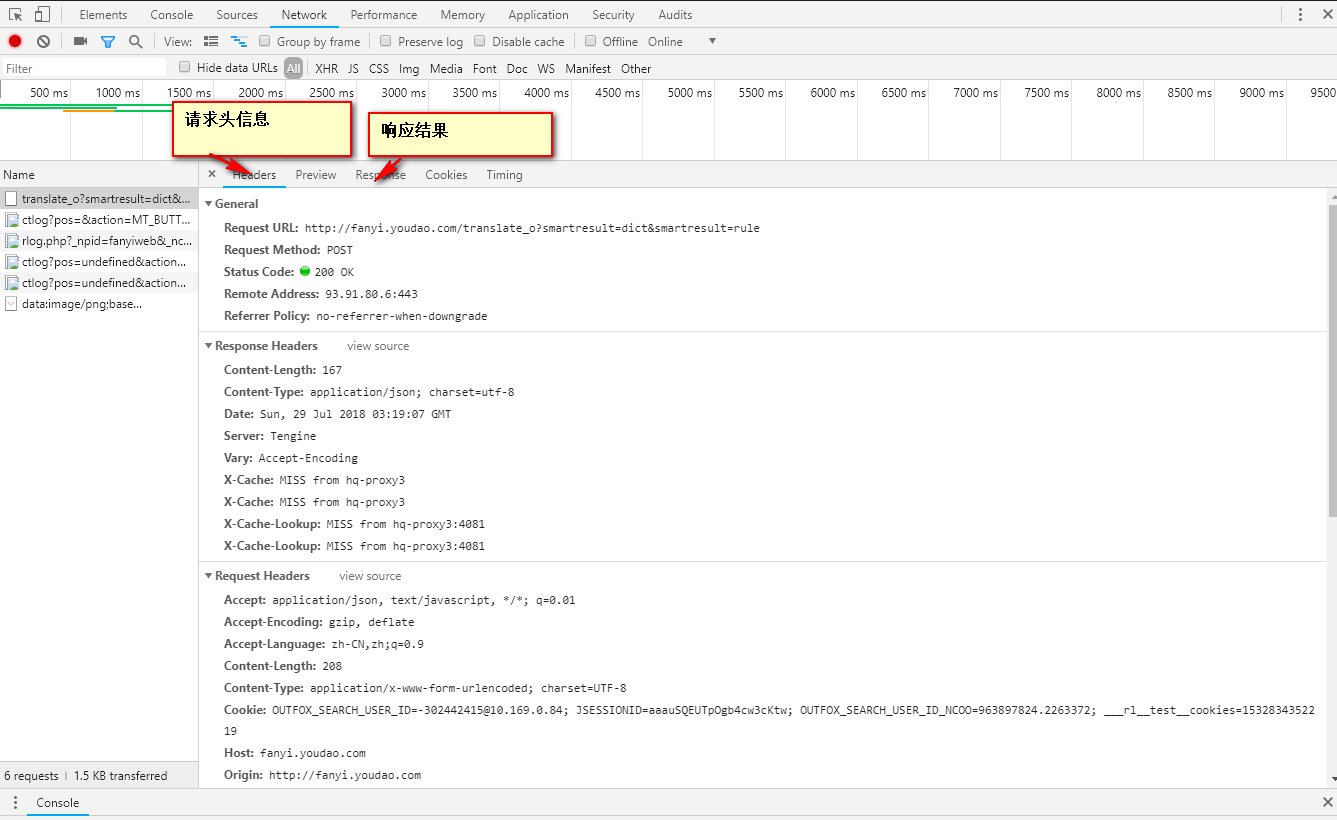 Elements Console Sources Network Performance Memory Application Security Audits
View: Group by frame Preserve log Disable cache Offline Online
Filter Hide data URLs All XHR JS CSS Img Media Font Doc WS Manifest Other
500 ms 1000 ms 1500 ms 2000 ms 2500 ms 3000 ms 3500 ms 4000 ms 4500 ms 5000 ms 5500 ms 6000 ms 6500 ms 7000 ms 7500 ms 8000 ms 8500 ms 9000 ms 9500
请求头信息
响应结果
Name
Headers Preview Response Cookies Timing
translate_o?smartresult=dict&...
ctlog?pos=&action=MT_BUTT...
rlog.php?_npid=fanyiweb&_nc...
ctlog?pos=undefined&action...
ctlog?pos=undefined&action...
data:image/png;base...
General
Request URL: http://fanyi.youdao.com/translate_o?smartresult=dict&smartresult=rule
Request Method: POST
Status Code: 200 OK
Remote Address: 93.91.80.6:443
Referrer Policy: no-referrer-when-downgrade
Response Headers view source
Content-Length: 167
Content-Type: application/json; charset=utf-8
Date: Sun, 29 Jul 2018 03:19:07 GMT
Server: Tengine
Vary: Accept-Encoding
X-Cache: MISS from hq-proxy3
X-Cache: MISS from hq-proxy3
X-Cache-Lookup: MISS from hq-proxy3:4081
X-Cache-Lookup: MISS from hq-proxy3:4081
Request Headers view source
Accept: application/json, text/javascript, */*; q=0.01
Accept-Encoding: gzip, deflate
Accept-Language: zh-CN,zh;q=0.9
Content-Length: 208
Content-Type: application/x-www-form-urlencoded; charset=UTF-8
Cookie: OUTFOX_SEARCH_USER_ID=-302442415@10.169.0.84; JSESSIONID=aaauSQEUTpOgb4cw3cKtw; OUTFOX_SEARCH_USER_ID_NCOO=963897824.2263372; ___rl__test__cookies=15328343522
19
Host: fanyi.youdao.com
Origin: http://fanyi.youdao.com
6 requests | 1.5 KB transferred
Console